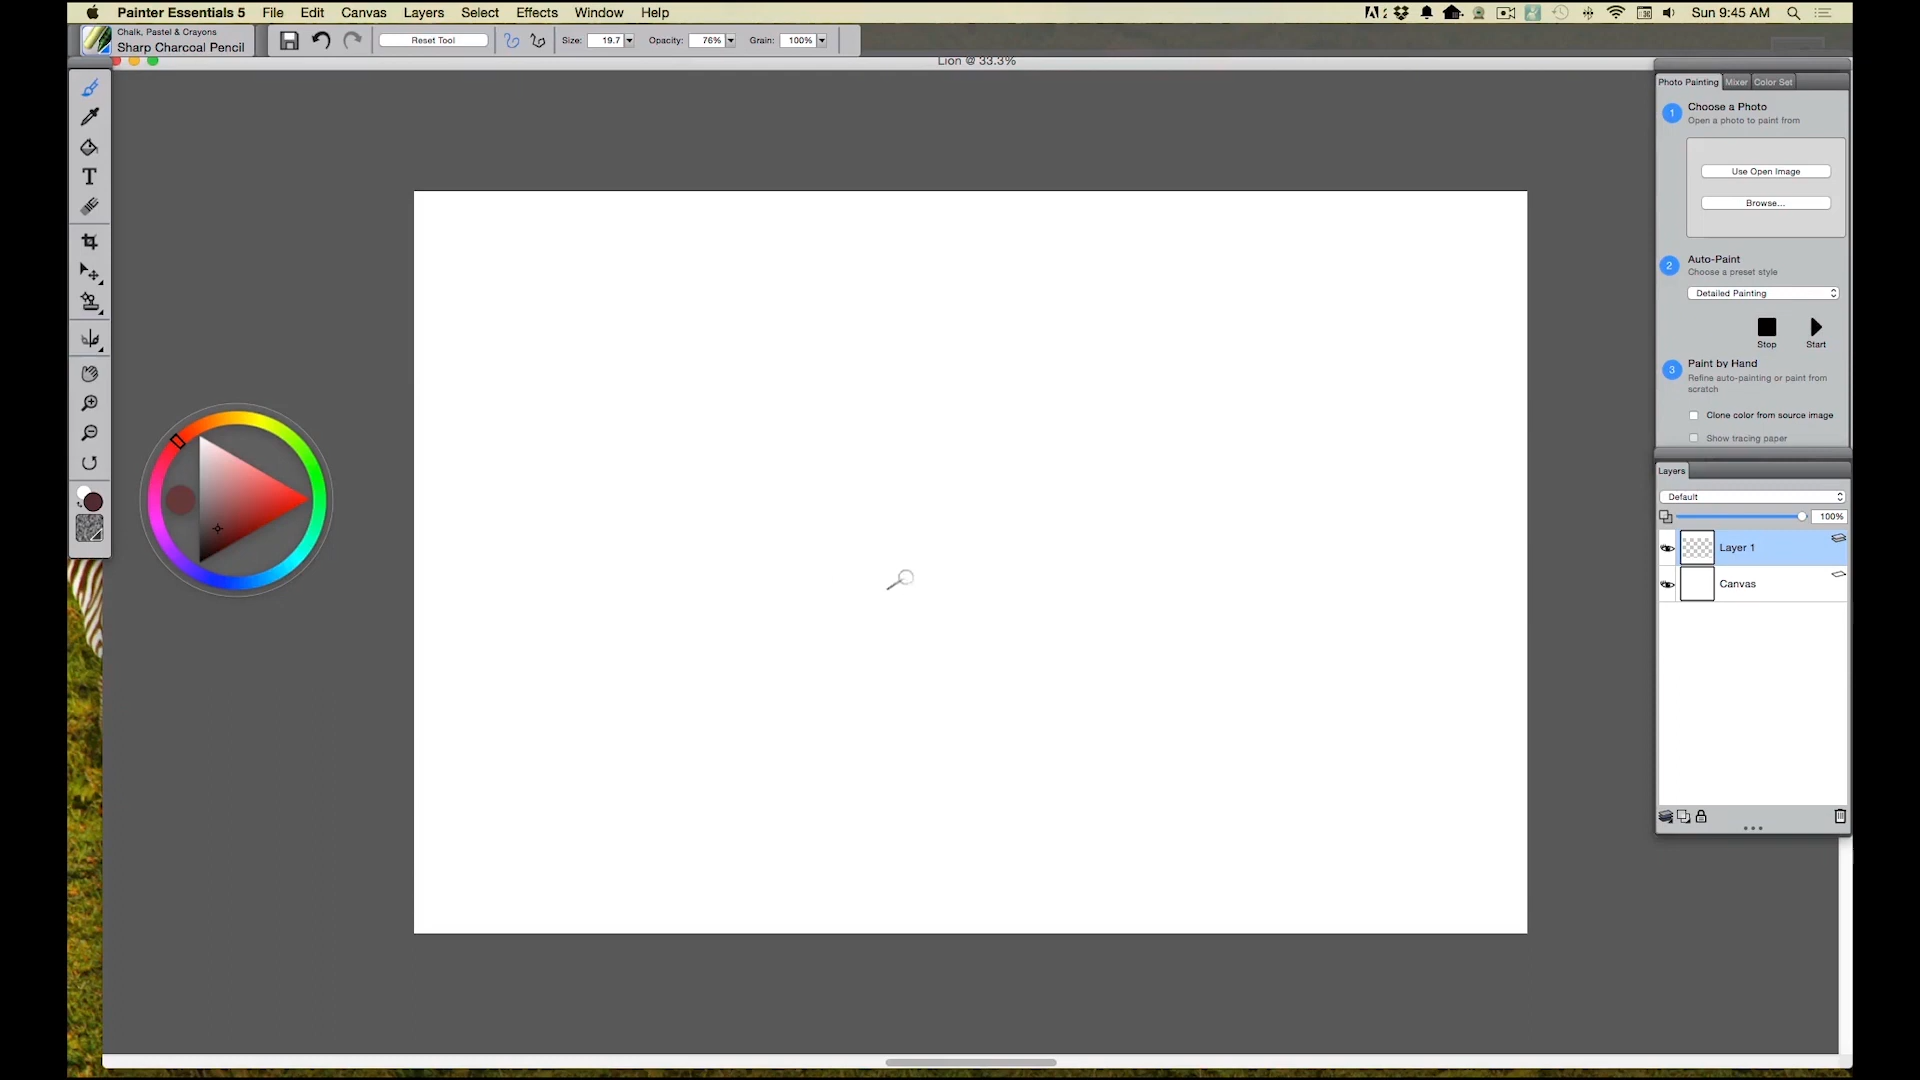 Painter Essentials 5 File Edit Canvas Layers Select Effects Window Help Sun 9:45 AM
Chalk, Pastel & Crayons
Sharp Charcoal Pencil
Reset Tool Size: 19.7 Opacity: 76% Grain: 100%
Lion @ 33.3%
Photo Painting Mixer Color Set
1 Choose a Photo
Open a photo to paint from
Use Open Image
Browse...
2 Auto-Paint
Choose a preset style
Detailed Painting
Stop Start
3 Paint by Hand
Refine auto-painting or paint from
scratch
Clone color from source image
Show tracing paper
Layers
Default
100%
Layer 1
Canvas